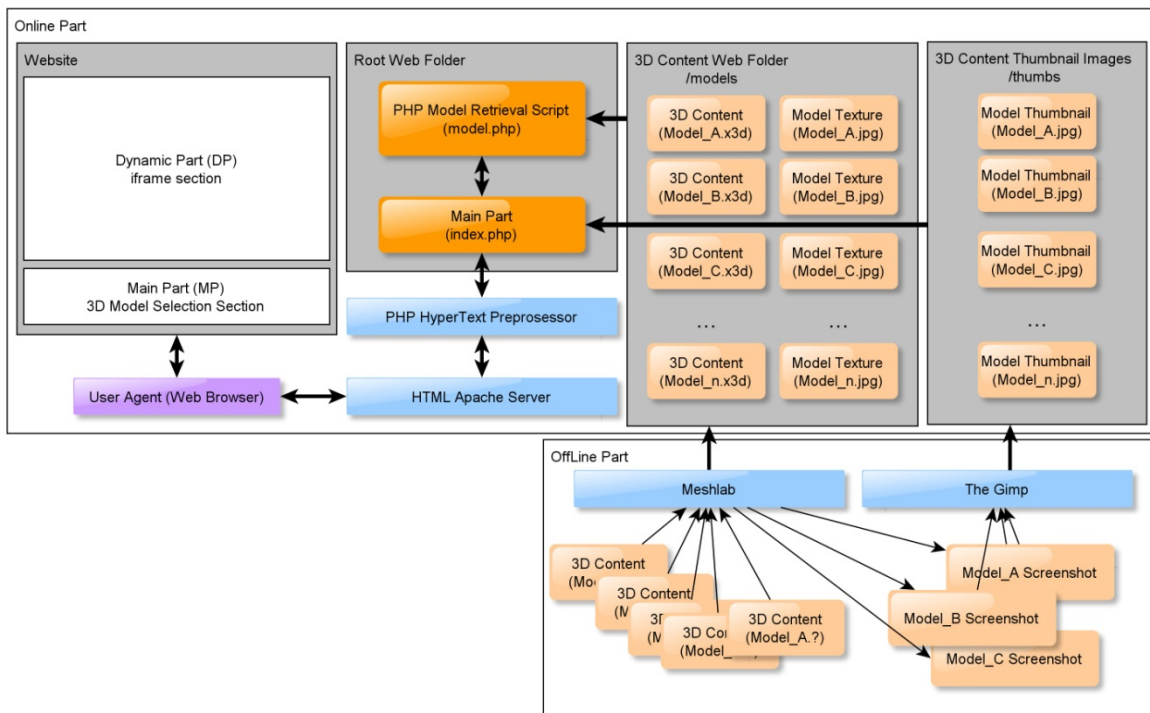 Online Part
Website
Dynamic Part (DP)
iframe section
Main Part (MP)
3D Model Selection Section
User Agent (Web Browser)
Root Web Folder
PHP Model Retrieval Script
(model.php)
Main Part
(index.php)
PHP HyperText Preprosessor
HTML Apache Server
3D Content Web Folder
/models
3D Content
(Model_A.x3d)
Model Texture
(Model_A.jpg)
3D Content
(Model_B.x3d)
Model Texture
(Model_B.jpg)
3D Content
(Model_C.x3d)
Model Texture
(Model_C.jpg)
...
...
3D Content
(Model_n.x3d)
Model Texture
(Model_n.jpg)
3D Content Thumbnail Images
/thumbs
Model Thumbnail
(Model_A.jpg)
Model Thumbnail
(Model_B.jpg)
Model Thumbnail
(Model_C.jpg)
...
Model Thumbnail
(Model_n.jpg)
OffLine Part
Meshlab
The Gimp
3D Content
3D Content
3D
3D Content
(Model_A.?)
Model_A Screenshot
Model_B Screenshot
Model_C Screenshot